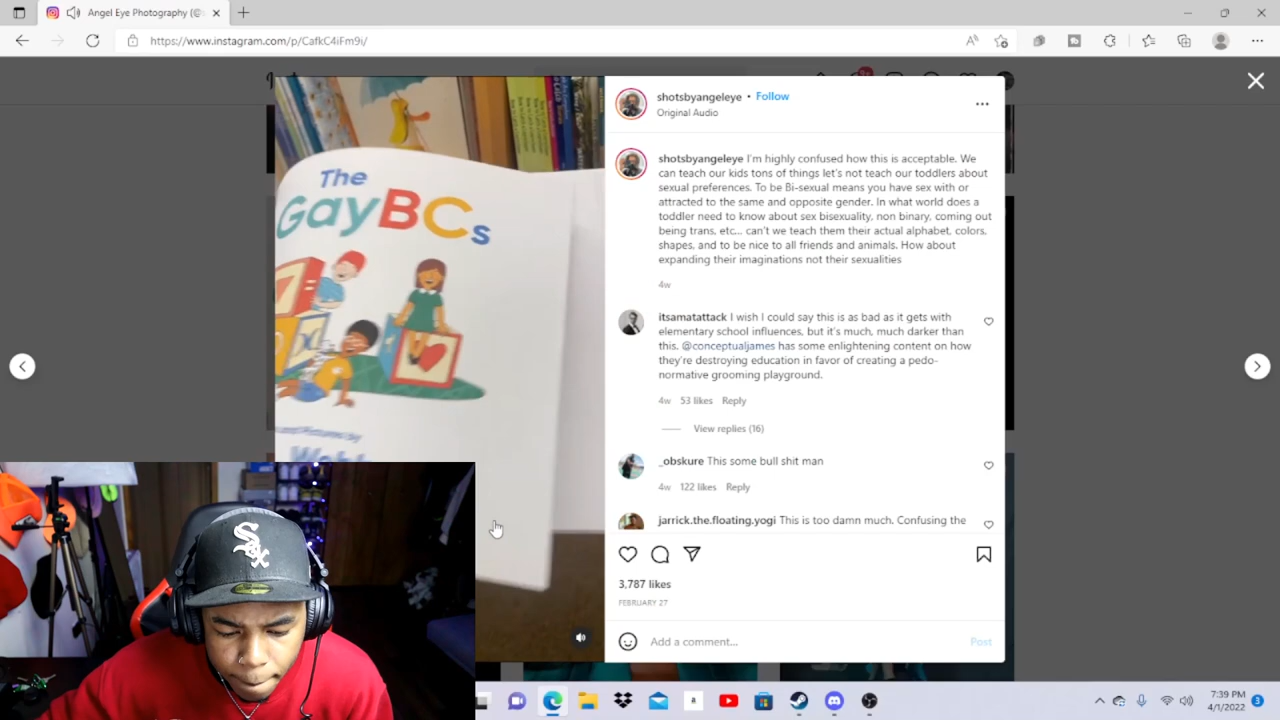 Angel Eye Photography (@
https://www.instagram.com/p/CafkC4iFm9i/
The
GayBCs
shotsbyangeleye • Follow
Original Audio
shotsbyangeleye I'm highly confused how this is acceptable. We
can teach our kids tons of things let's not teach our toddlers about
sexual preferences. To be Bi-sexual means you have sex with or
attracted to the same and opposite gender. In what world does a
toddler need to know about sex bisexuality, non binary, coming out
being trans, etc... can't we teach them their actual alphabet, colors,
shapes, and to be nice to all friends and animals. How about
expanding their imaginations not their sexualities
4w
itsamatattack I wish I could say this is as bad as it gets with
elementary school influences, but it's much, much darker than
this. @conceptualjames has some enlightening content on how
they're destroying education in favor of creating a pedo-
normative grooming playground.
4w 53 likes Reply
View replies (16)
_obskure This some bull shit man
4w 122 likes Reply
jarrick.the.floating.yogi This is too damn much. Confusing the
3,787 likes
FEBRUARY 27
Add a comment...
Post
Sox
7:39 PM
4/1/2022
3